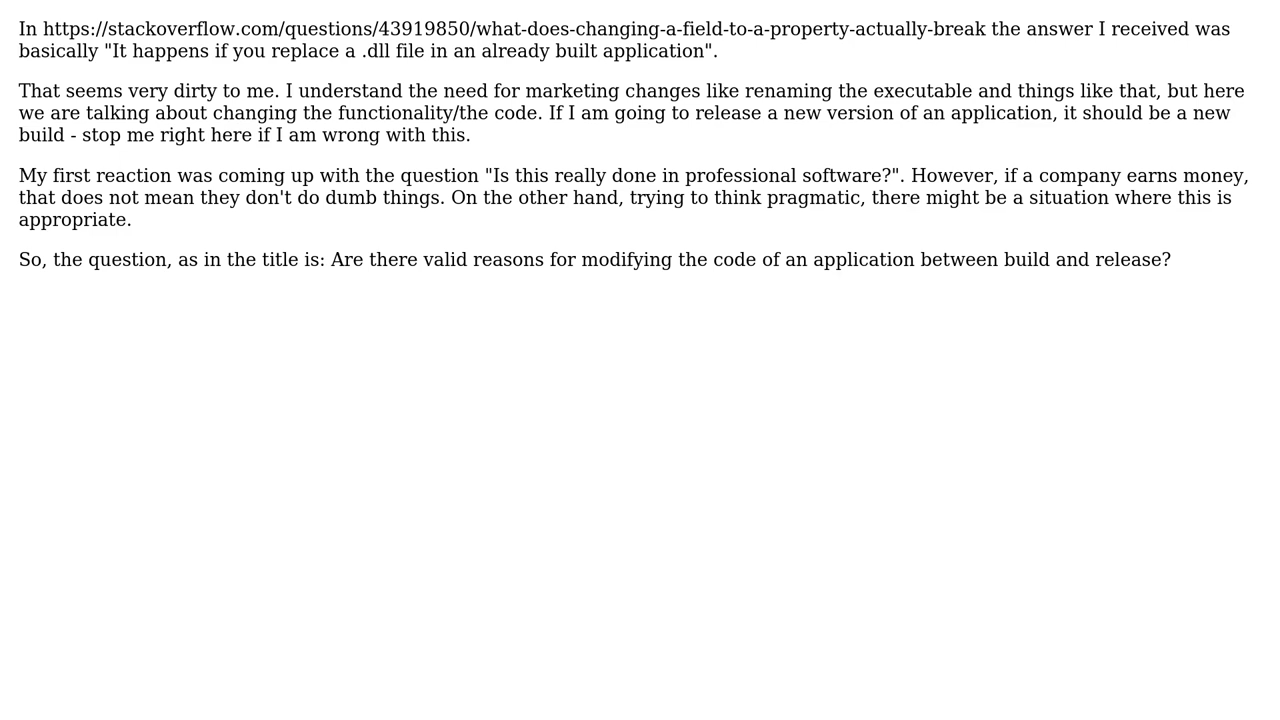 In https://stackoverflow.com/questions/43919850/what-does-changing-a-field-to-a-property-actually-break the answer I received was
basically "It happens if you replace a .dll file in an already built application".
That seems very dirty to me. I understand the need for marketing changes like renaming the executable and things like that, but here
we are talking about changing the functionality/the code. If I am going to release a new version of an application, it should be a new
build - stop me right here if I am wrong with this.
My first reaction was coming up with the question "Is this really done in professional software?". However, if a company earns money,
that does not mean they don't do dumb things. On the other hand, trying to think pragmatic, there might be a situation where this is
appropriate.
So, the question, as in the title is: Are there valid reasons for modifying the code of an application between build and release?